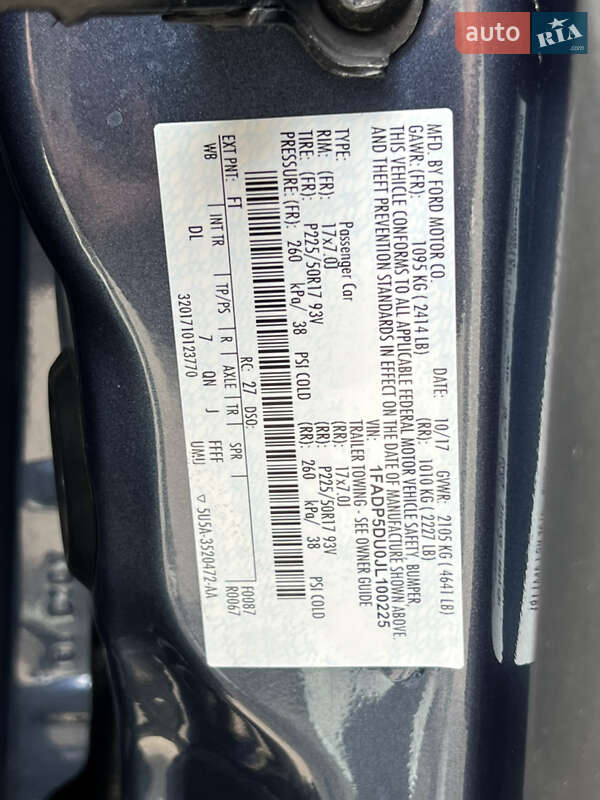 auto RIA .com
MFD. BY FORD MOTOR CO. DATE: 10/17 GVWR: 2105 KG ( 4641 LB)
GAWR: (FR): 1095 KG ( 2414 LB) (RR): 1010 KG ( 2227 LB)
THIS VEHICLE CONFORMS TO ALL APPLICABLE FEDERAL MOTOR VEHICLE SAFETY, BUMPER,
AND THEFT PREVENTION STANDARDS IN EFFECT ON THE DATE OF MANUFACTURE SHOWN ABOVE.
VIN: 1FADP5DU0JL100225
TYPE: Passenger Car TRAILER TOWING - SEE OWNER GUIDE
RIM: (FR): 17x7.0J (RR): 17x7.0J
TIRE: (FR): P225/50R17 93V (RR): P225/50R17 93V
PRESSURE: (FR): 260 kPa/ 38 PSI COLD (RR): 260 kPa/ 38 PSI COLD
EXT PNT: FT RC: 27 DSO: F0087
WB INT TR TP/PS R AXLE TR SPR R0067
DL 7 QN J FFFF
3201710123770 UMJ ▽ 5U5A-3520472-AA